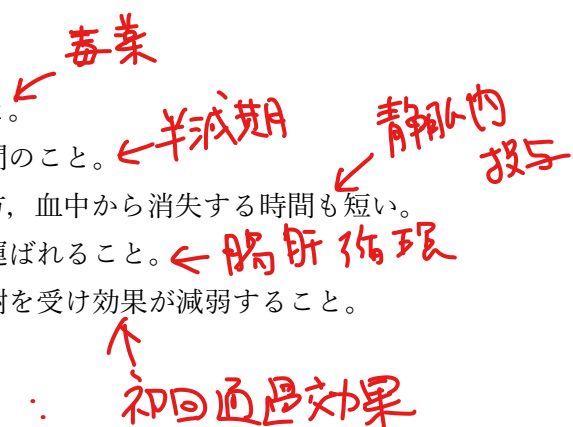 毒薬
。
間のこと。 ← 半減期
静脈内
投与
方，血中から消失する時間も短い。
運ばれること。 ← 腸肝循環
謝を受け効果が減弱すること。
初回通過効果